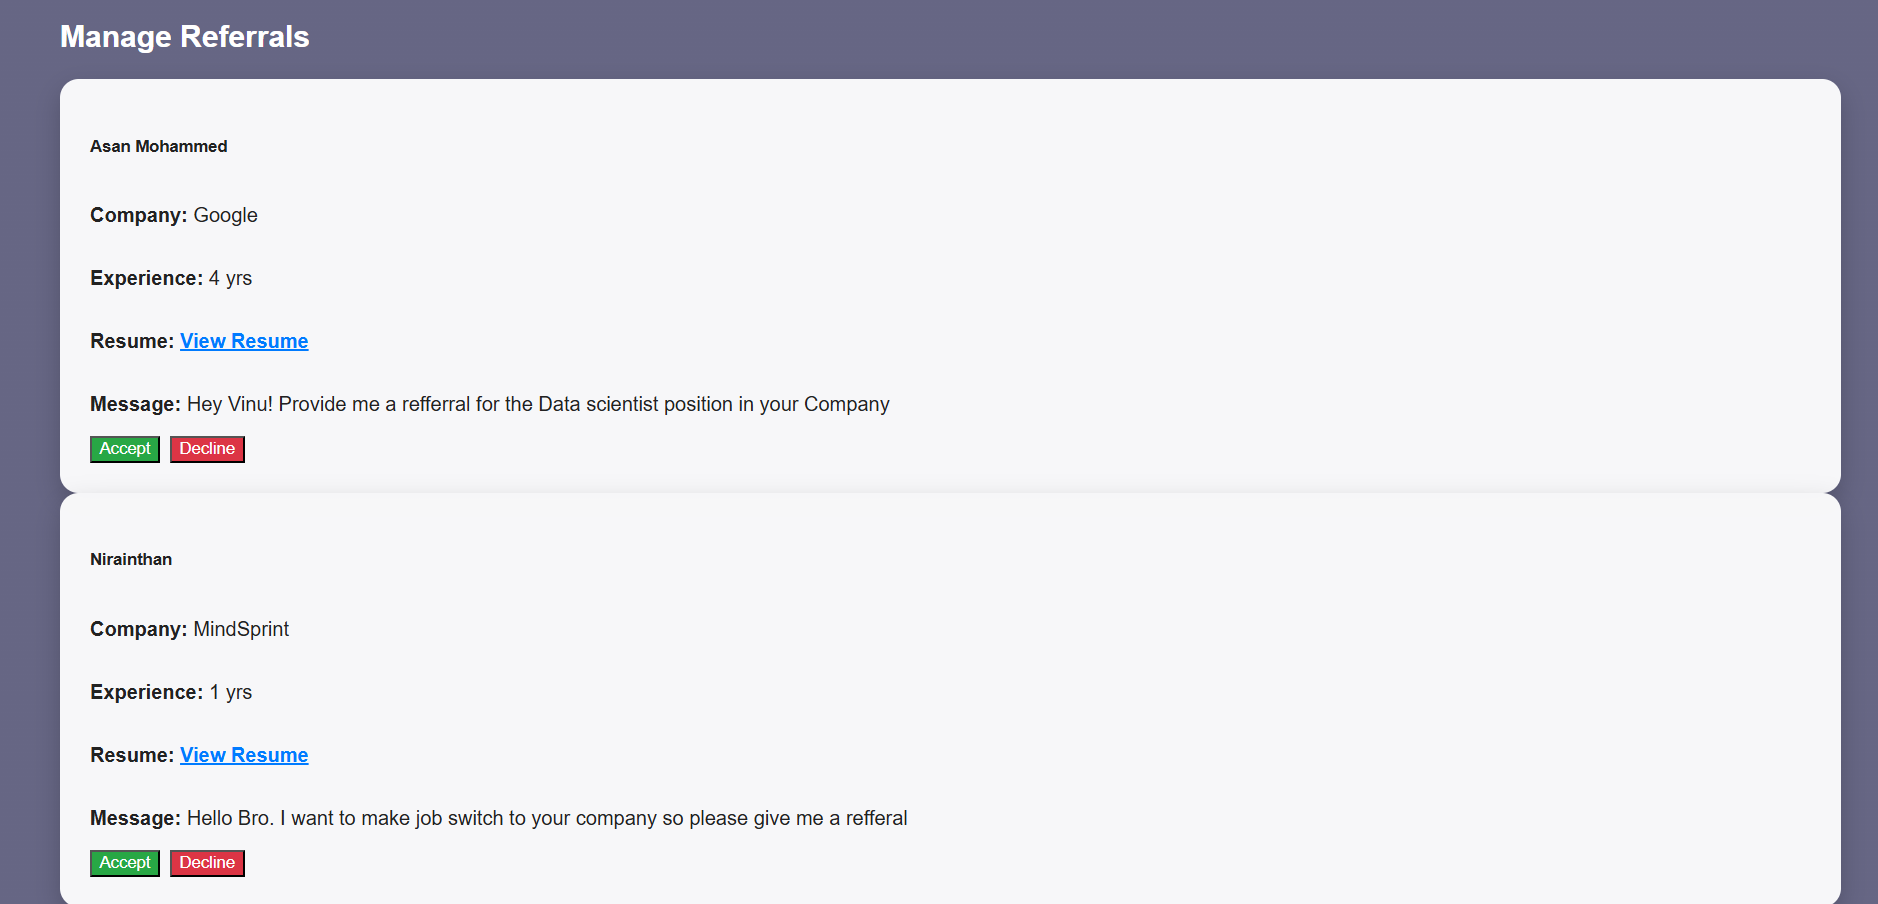 Manage Referrals
Asan Mohammed
Company: Google
Experience: 4 yrs
Resume: View Resume
Message: Hey Vinu! Provide me a refferral for the Data scientist position in your Company
Accept Decline
Nirainthan
Company: MindSprint
Experience: 1 yrs
Resume: View Resume
Message: Hello Bro. I want to make job switch to your company so please give me a refferal
Accept Decline